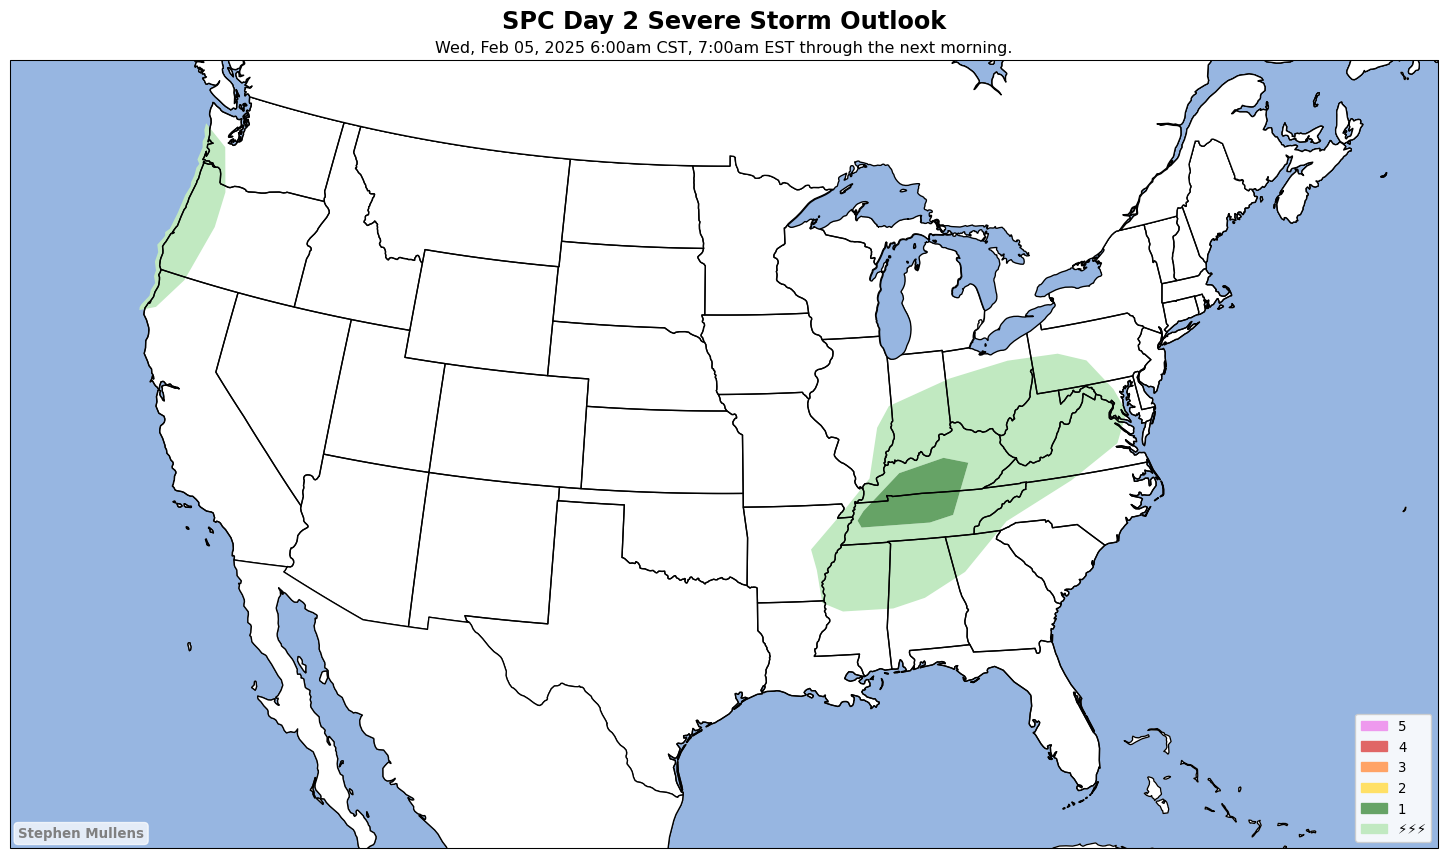 SPC Day 2 Severe Storm Outlook
Wed, Feb 05, 2025 6:00am CST, 7:00am EST through the next morning.
5
4
3
2
1
⚡⚡⚡
Stephen Mullens